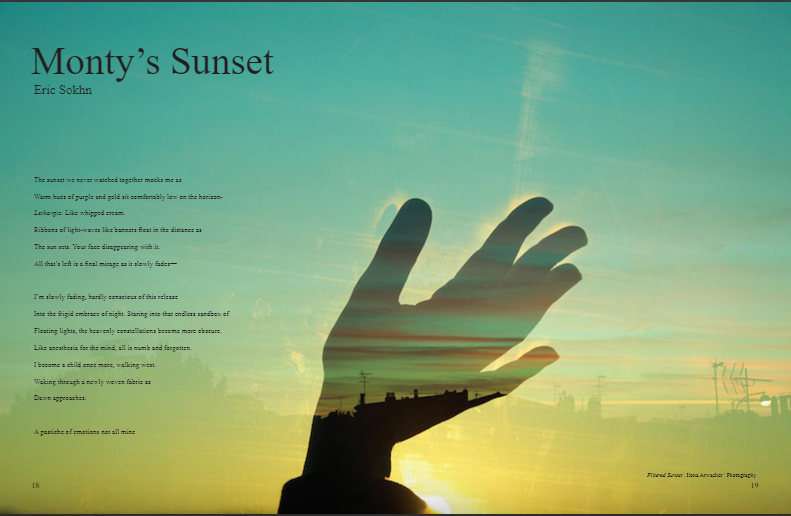 Monty’s Sunset
Eric Sokhn
The sunset we never watched together mocks me as
Warm hues of purple and gold sit comfortably low on the horizon-
Lethargic. Like whipped cream.
Ribbons of light-waves like banners float in the distance as
The sun sets. Your face disappearing with it.
All that’s left is a final mirage as it slowly fades—
I’m slowly fading, hardly conscious of this release
Into the frigid embrace of night. Staring into that endless sandbox of
Floating lights, the heavenly constellations become more obscure.
Like anesthesia for the mind, all is numb and forgotten.
I become a child once more, walking west
Waking through a newly woven fabric as
Dawn approaches.
A pastiche of emotions not all mine
Filtered Sunset | Ilona | Photography
18
19